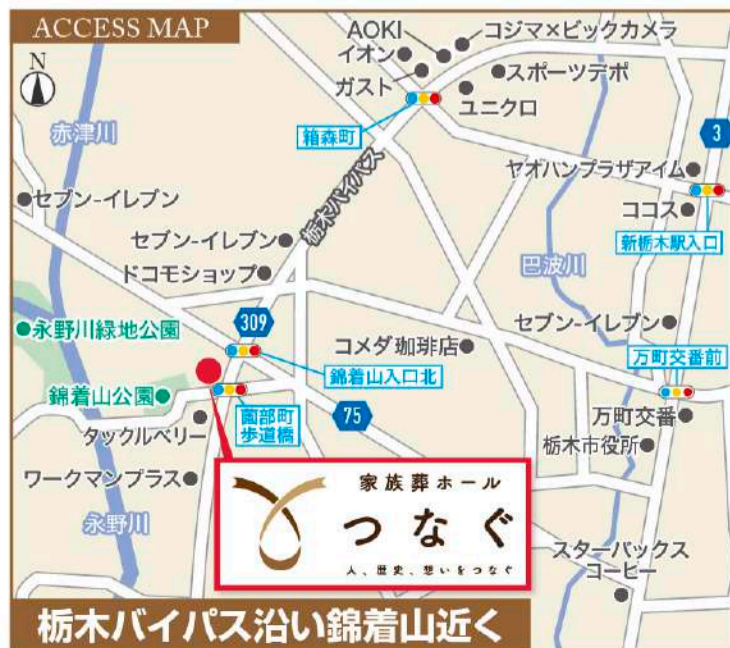 ACCESS MAP
N
AOKI
コジマ×ビックカメラ
イオン
ガスト
スポーツデポ
ユニクロ
箱森町
赤津川
3
栃木バイパス
ヤオハンプラザアイム
ココス
新栃木駅入口
セブン-イレブン
セブン-イレブン
ドコモショップ
巴波川
309
永野川緑地公園
コメダ珈琲店
セブン-イレブン
錦着山入口北
万町交番前
錦着山公園
薗部町
歩道橋
75
タックルベリー
万町交番
栃木市役所
ワークマンプラス
永野川
家族葬ホール
つなぐ
人、歴史、想いをつなぐ
スターバックス
コーヒー
栃木バイパス沿い錦着山近く